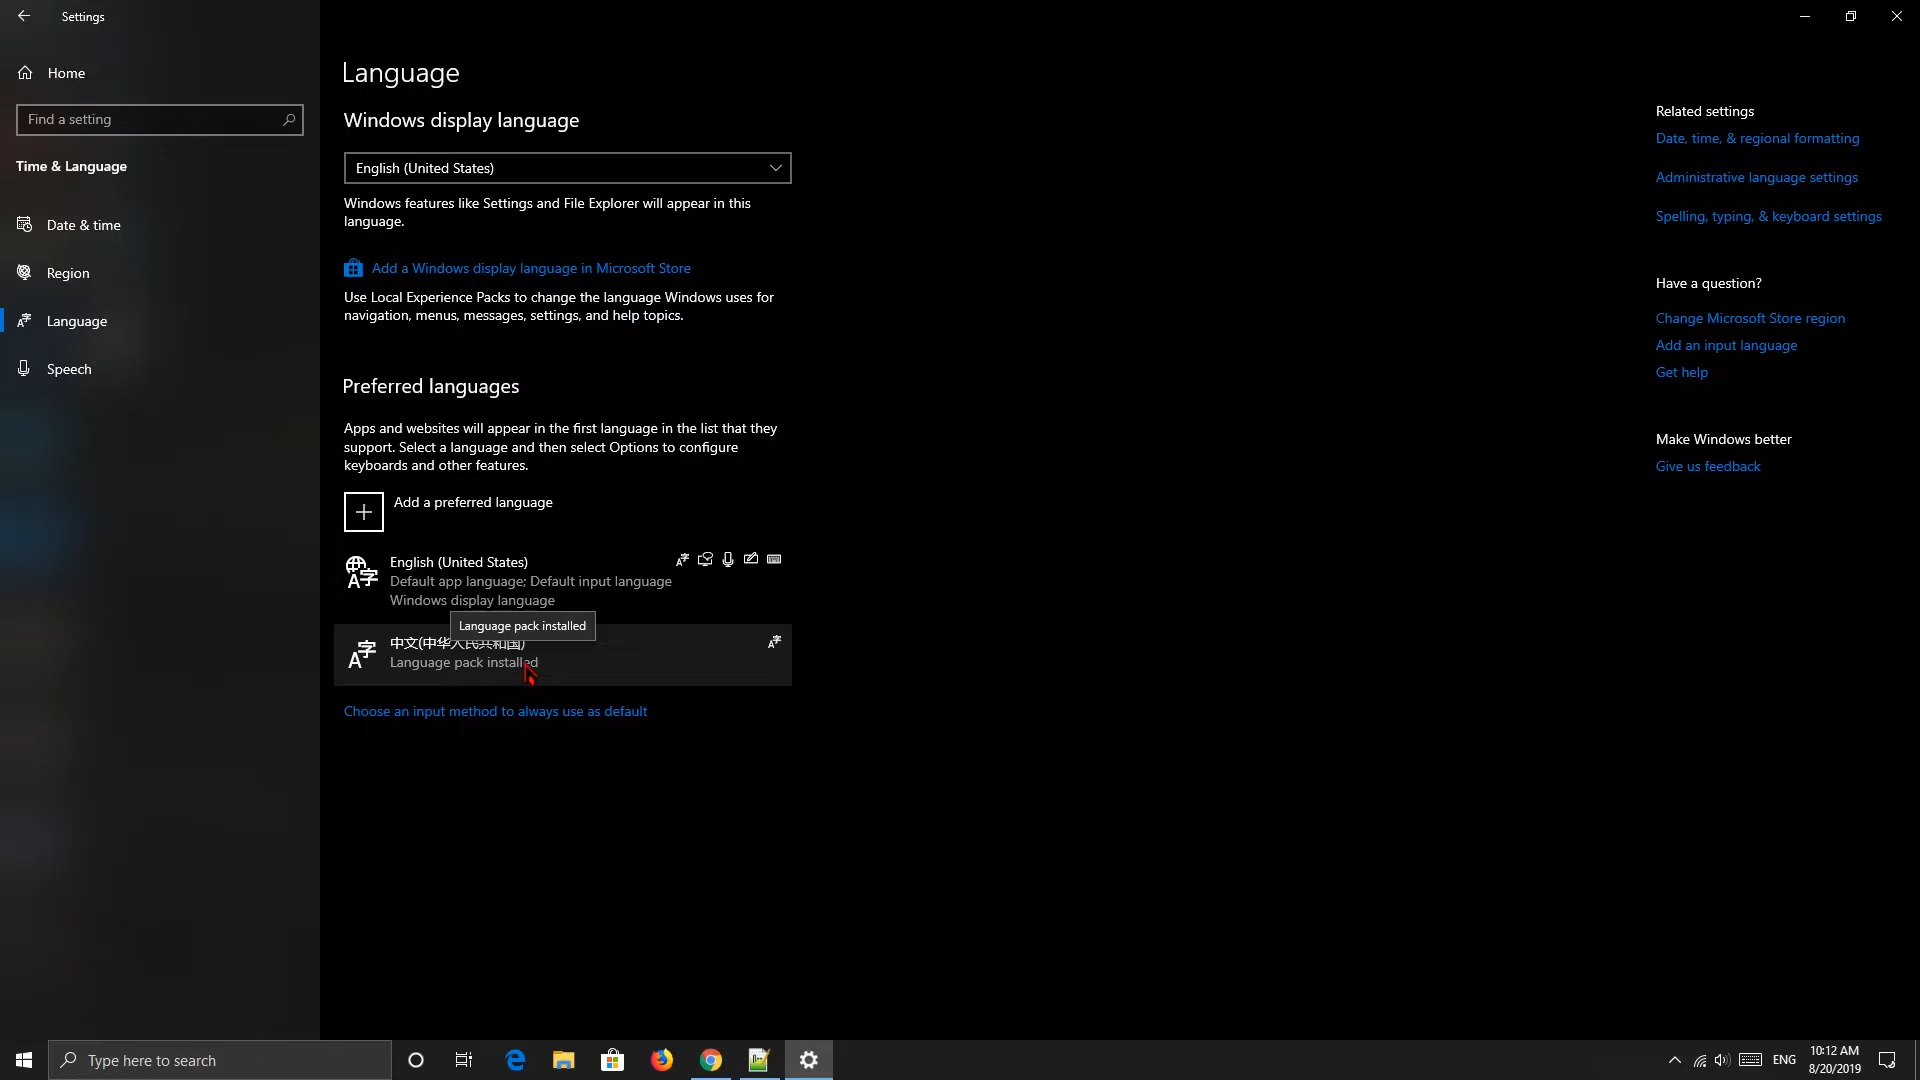 Settings
Home
Find a setting
Time & Language
Date & time
Region
Language
Speech
Language
Windows display language
English (United States)
Windows features like Settings and File Explorer will appear in this
language.
Add a Windows display language in Microsoft Store
Use Local Experience Packs to change the language Windows uses for
navigation, menus, messages, settings, and help topics.
Preferred languages
Apps and websites will appear in the first language in the list that they
support. Select a language and then select Options to configure
keyboards and other features.
Add a preferred language
English (United States)
Default app language; Default input language
Windows display language
Language pack installed
中文(中华人民共和国)
Language pack installed
Choose an input method to always use as default
Related settings
Date, time, & regional formatting
Administrative language settings
Spelling, typing, & keyboard settings
Have a question?
Change Microsoft Store region
Add an input language
Get help
Make Windows better
Give us feedback
Type here to search
ENG
10:12 AM
8/20/2019